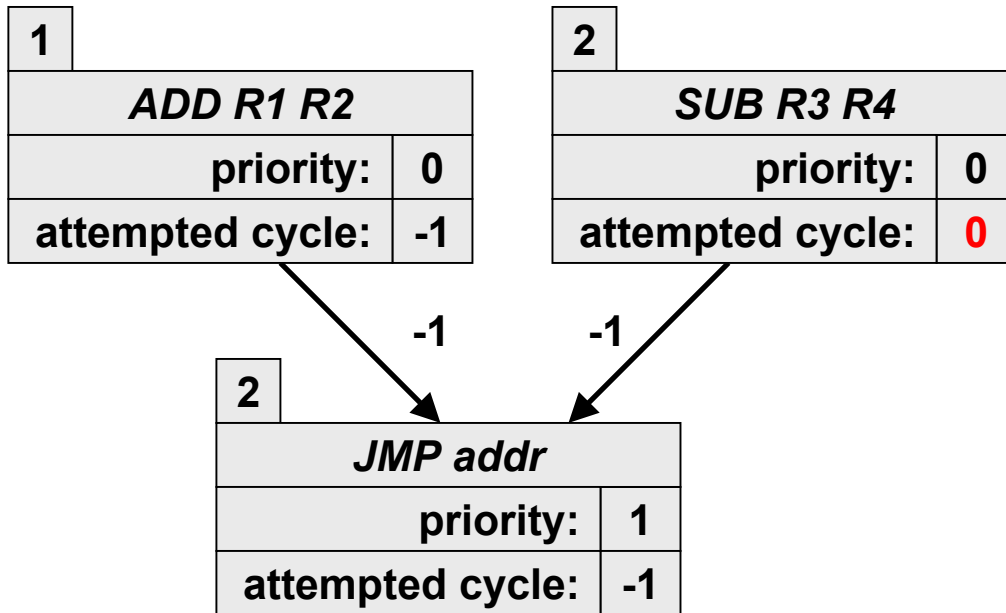 1
ADD R1 R2
priority: 0
attempted cycle: -1
2
SUB R3 R4
priority: 0
attempted cycle: 0
-1
-1
2
JMP addr
priority: 1
attempted cycle: -1